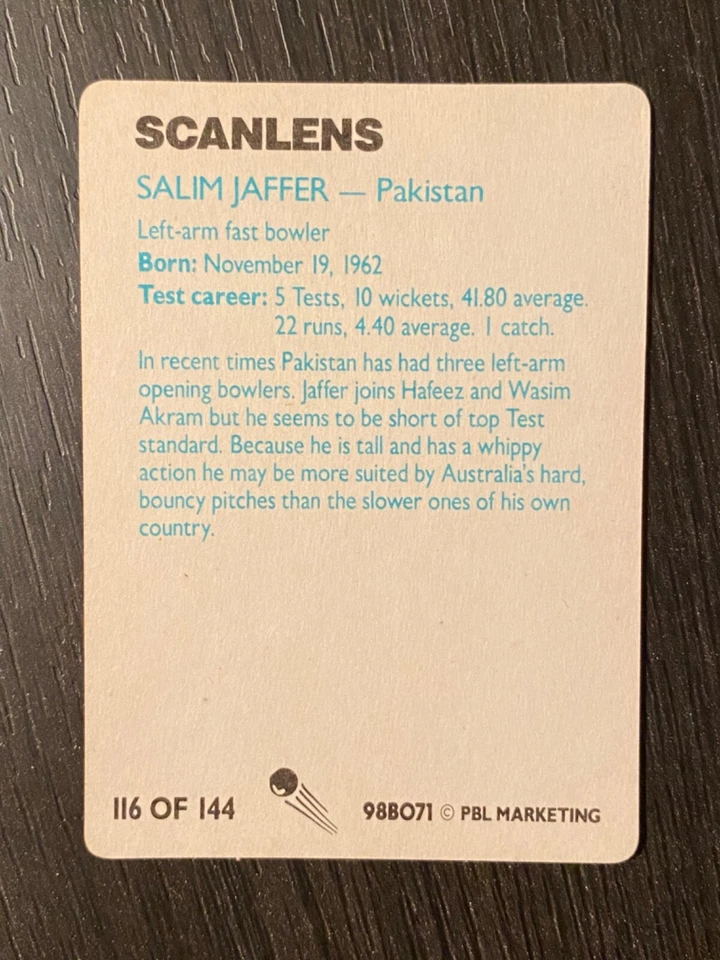 SCANLENS
SALIM JAFFER — Pakistan
Left-arm fast bowler
Born: November 19, 1962
Test career: 5 Tests, 10 wickets, 41.80 average.
22 runs, 4.40 average. 1 catch.
In recent times Pakistan has had three left-arm
opening bowlers. Jaffer joins Hafeez and Wasim
Akram but he seems to be short of top Test
standard. Because he is tall and has a whippy
action he may be more suited by Australia's hard,
bouncy pitches than the slower ones of his own
country.
116 OF 144
98BO71 © PBL MARKETING